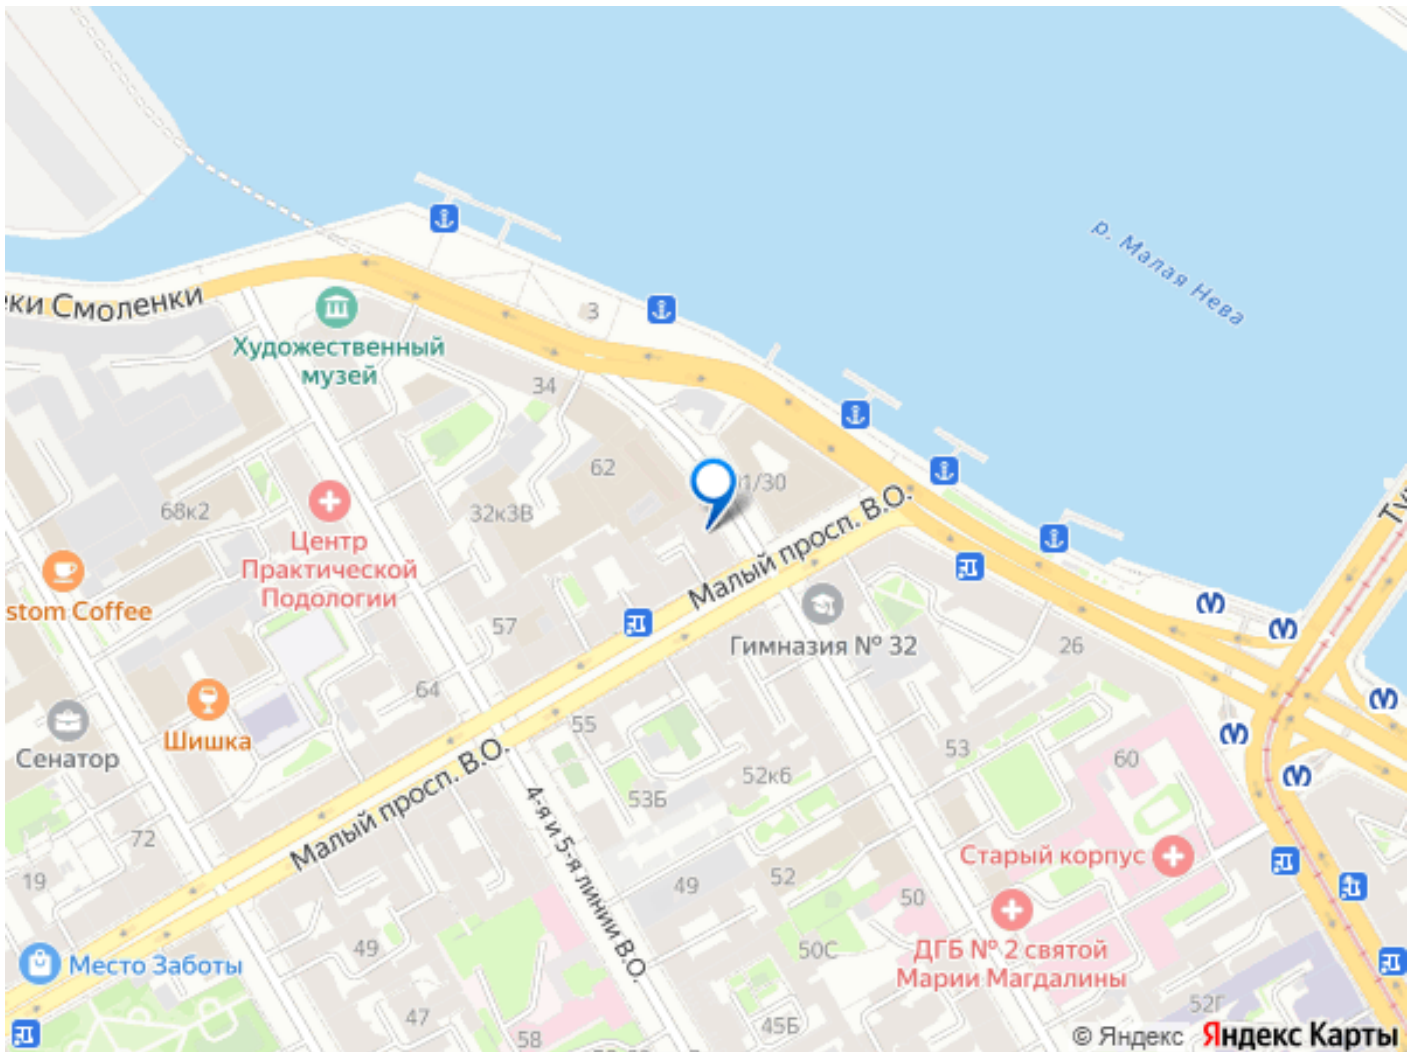 р. Малая Нева
еки Смоленки
3
Художественный
музей
34
62
01/30
68к2
32к3В
Малый просп. В.О.
Центр
Практической
Подологии
stom Coffee
57
Гимназия № 32
26
64
Шишка
55
Сенатор
53
60
52к6
53Б
Малый просп. В.О.
4-я и 5-я линии В.О.
72
19
49
52
50
Старый корпус
49
50С
ДГБ № 2 святой
Марии Магдалины
Место Заботы
47
58
45Б
52Г
© Яндекс Яндекс Карты